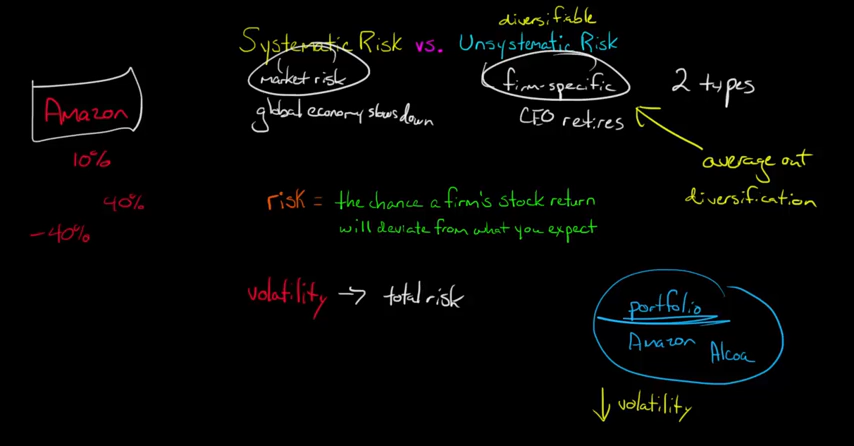 diversifiable
Systematic Risk vs. Unsystematic Risk
market risk
firm-specific
2 types
global economy slows down
CEO retires
Amazon
10%
40%
-40%
average out
diversification
risk = the chance a firm's stock return
will deviate from what you expect
volatility → total risk
portfolio
Amazon
Alcoa
↓ volatility